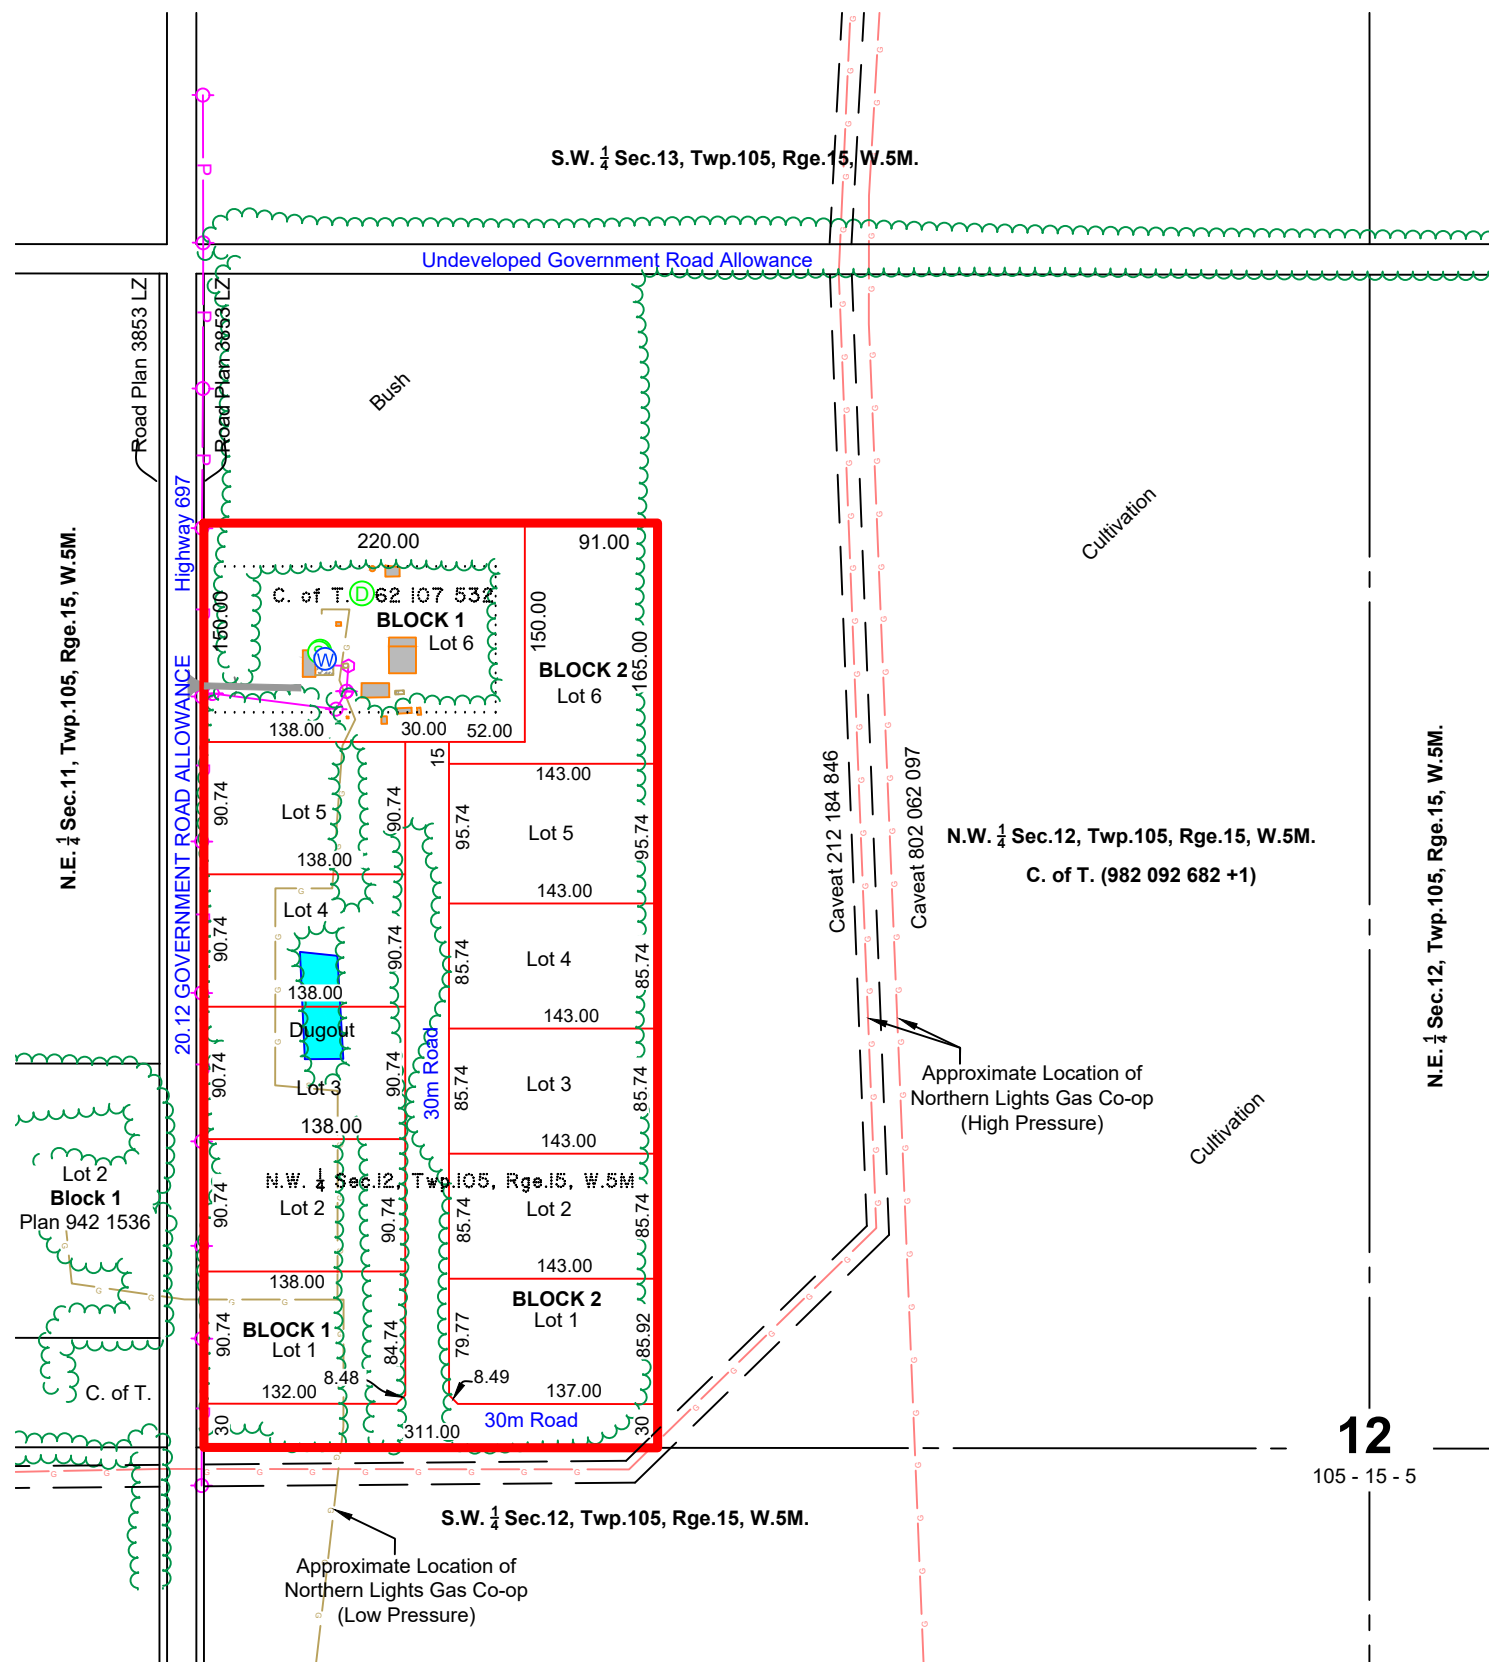 S.W. 1/4 Sec.13, Twp.105, Rge.15, W.5M.
Undeveloped Government Road Allowance
Road Plan 3853 LZ
Road Plan 3853 LZ
P
P
P
Bush
Highway 697
20.12 GOVERNMENT ROAD ALLOWANCE
N.E. 1/4 Sec.11, Twp.105, Rge.15, W.5M.
Cultivation
220.00
91.00
C. of T.
D
62 107 532
BLOCK 1
Lot 6
150.00
150.00
W
BLOCK 2
Lot 6
165.00
138.00
30.00
52.00
15
143.00
90.74
Lot 5
90.74
95.74
Lot 5
95.74
138.00
143.00
Lot 4
90.74
90.74
85.74
Lot 4
85.74
138.00
143.00
Dugout
30m Road
90.74
Lot 3
90.74
85.74
Lot 3
85.74
138.00
143.00
N.W. 1/4 Sec.12, Twp.105, Rge.15, W.5M
90.74
Lot 2
90.74
85.74
Lot 2
85.74
138.00
143.00
BLOCK 1
Lot 1
90.74
84.74
BLOCK 2
Lot 1
79.77
85.92
8.48
8.49
132.00
137.00
30
311.00
30m Road
30
Caveat 212 184 846
Caveat 802 062 097
N.W. 1/4 Sec.12, Twp.105, Rge.15, W.5M.
C. of T. (982 092 682 +1)
N.E. 1/4 Sec.12, Twp.105, Rge.15, W.5M.
Approximate Location of
Northern Lights Gas Co-op
(High Pressure)
Cultivation
Lot 2
Block 1
Plan 942 1536
C. of T.
12
105 - 15 - 5
S.W. 1/4 Sec.12, Twp.105, Rge.15, W.5M.
Approximate Location of
Northern Lights Gas Co-op
(Low Pressure)